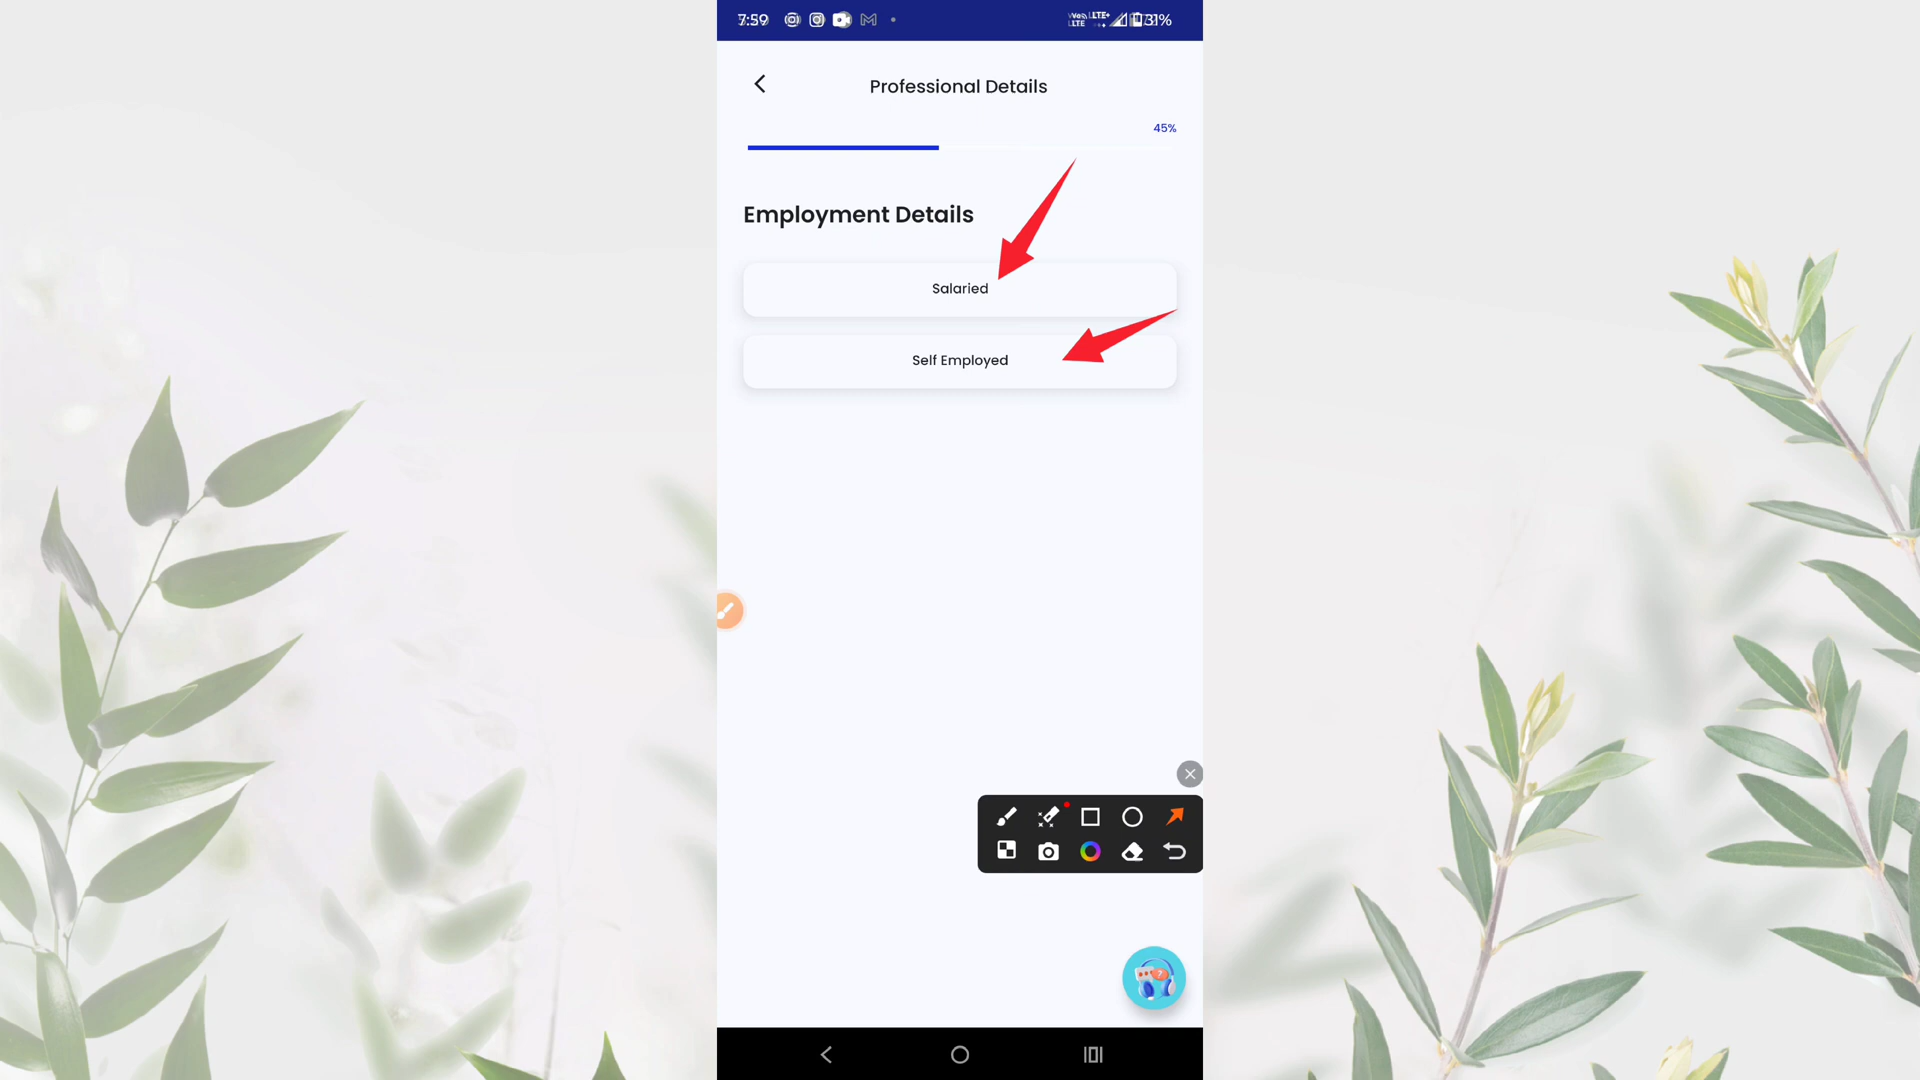 7:59
31%
Professional Details
45%
Employment Details
Salaried
Self Employed